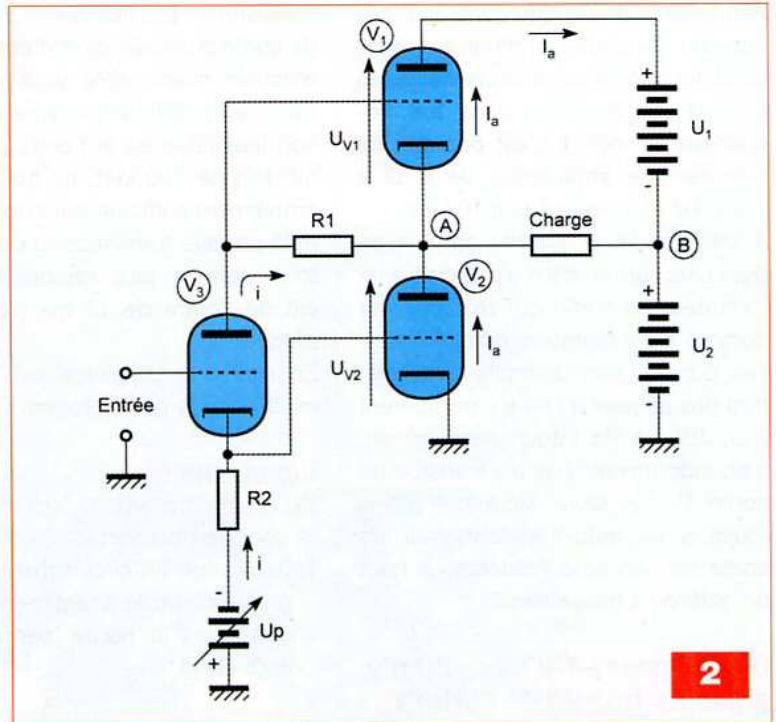 V1
Ia
Ia
+
U1
-
UV1
R1
A
Charge
B
V3
i
V2
+
UV2
Ia
U2
-
Entrée
R2
i
-
Up
+
2